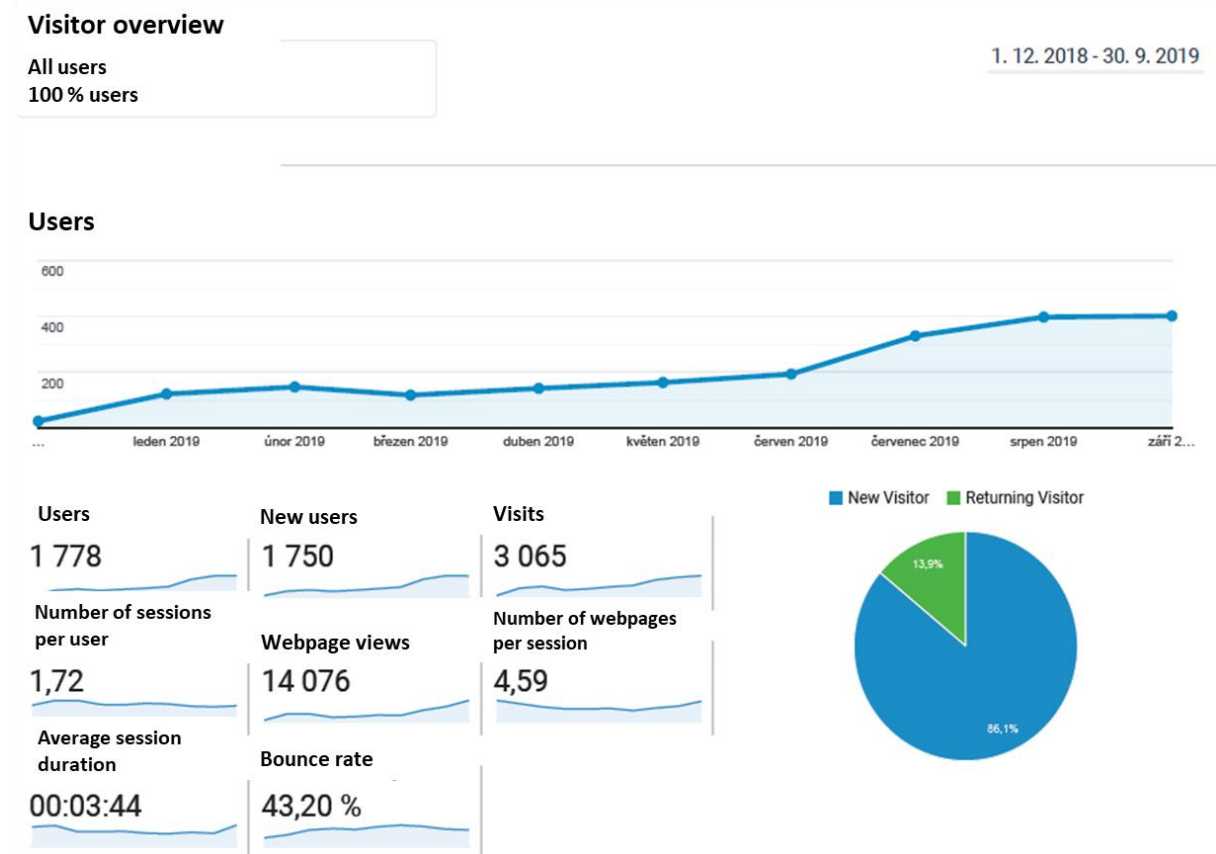 Visitor overview
All users
100 % users
1. 12. 2018 - 30. 9. 2019
Users
600
400
200
...
leden 2019
únor 2019
březen 2019
duben 2019
květen 2019
červen 2019
červenec 2019
srpen 2019
září 2...
New Visitor
Returning Visitor
13,9%
86,1%
Users
1 778
New users
1 750
Visits
3 065
Number of sessions
per user
1,72
Webpage views
14 076
Number of webpages
per session
4,59
Average session
duration
00:03:44
Bounce rate
43,20 %